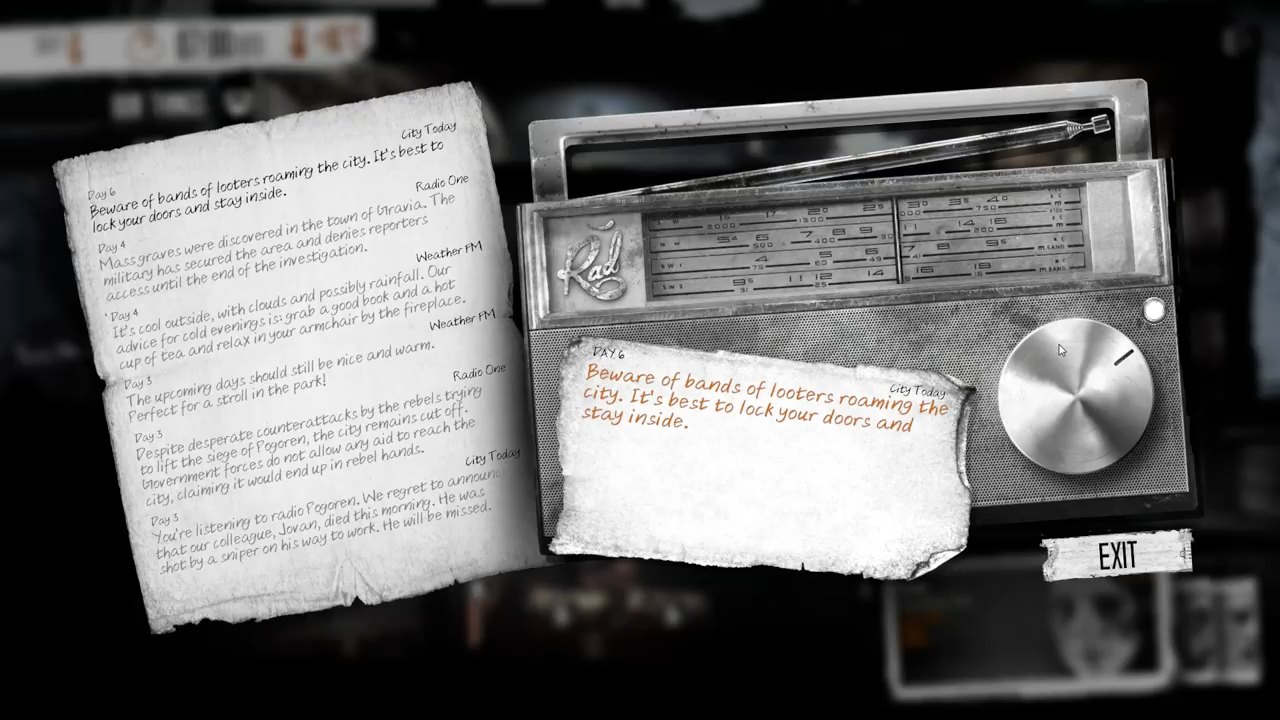 City Today
Day 6
Beware of bands of looters roaming the city. It's best to
lock your doors and stay inside.
Radio One
Day 4
Mass graves were discovered in the town of Gravia. The
military has secured the area and denies reporters
access until the end of the investigation.
Weather FM
Day 4
It's cool outside, with clouds and possibly rainfall. Our
advice for cold evenings is: grab a good book and a hot
cup of tea and relax in your armchair by the fireplace.
Weather FM
Day 3
The upcoming days should still be nice and warm.
Perfect for a stroll in the park!
Radio One
Day 3
Despite desperate counterattacks by the rebels trying
to lift the siege of Pogoren, the city remains cut off.
Government forces do not allow any aid to reach the
city, claiming it would end up in rebel hands.
City Today
Day 3
You're listening to radio Pogoren. We regret to announc
that our colleague, Jovan, died this morning. He was
shot by a sniper on his way to work. He will be missed.
Rad
DAY 6
City Today
Beware of bands of looters roaming the
city. It's best to lock your doors and
stay inside.
EXIT